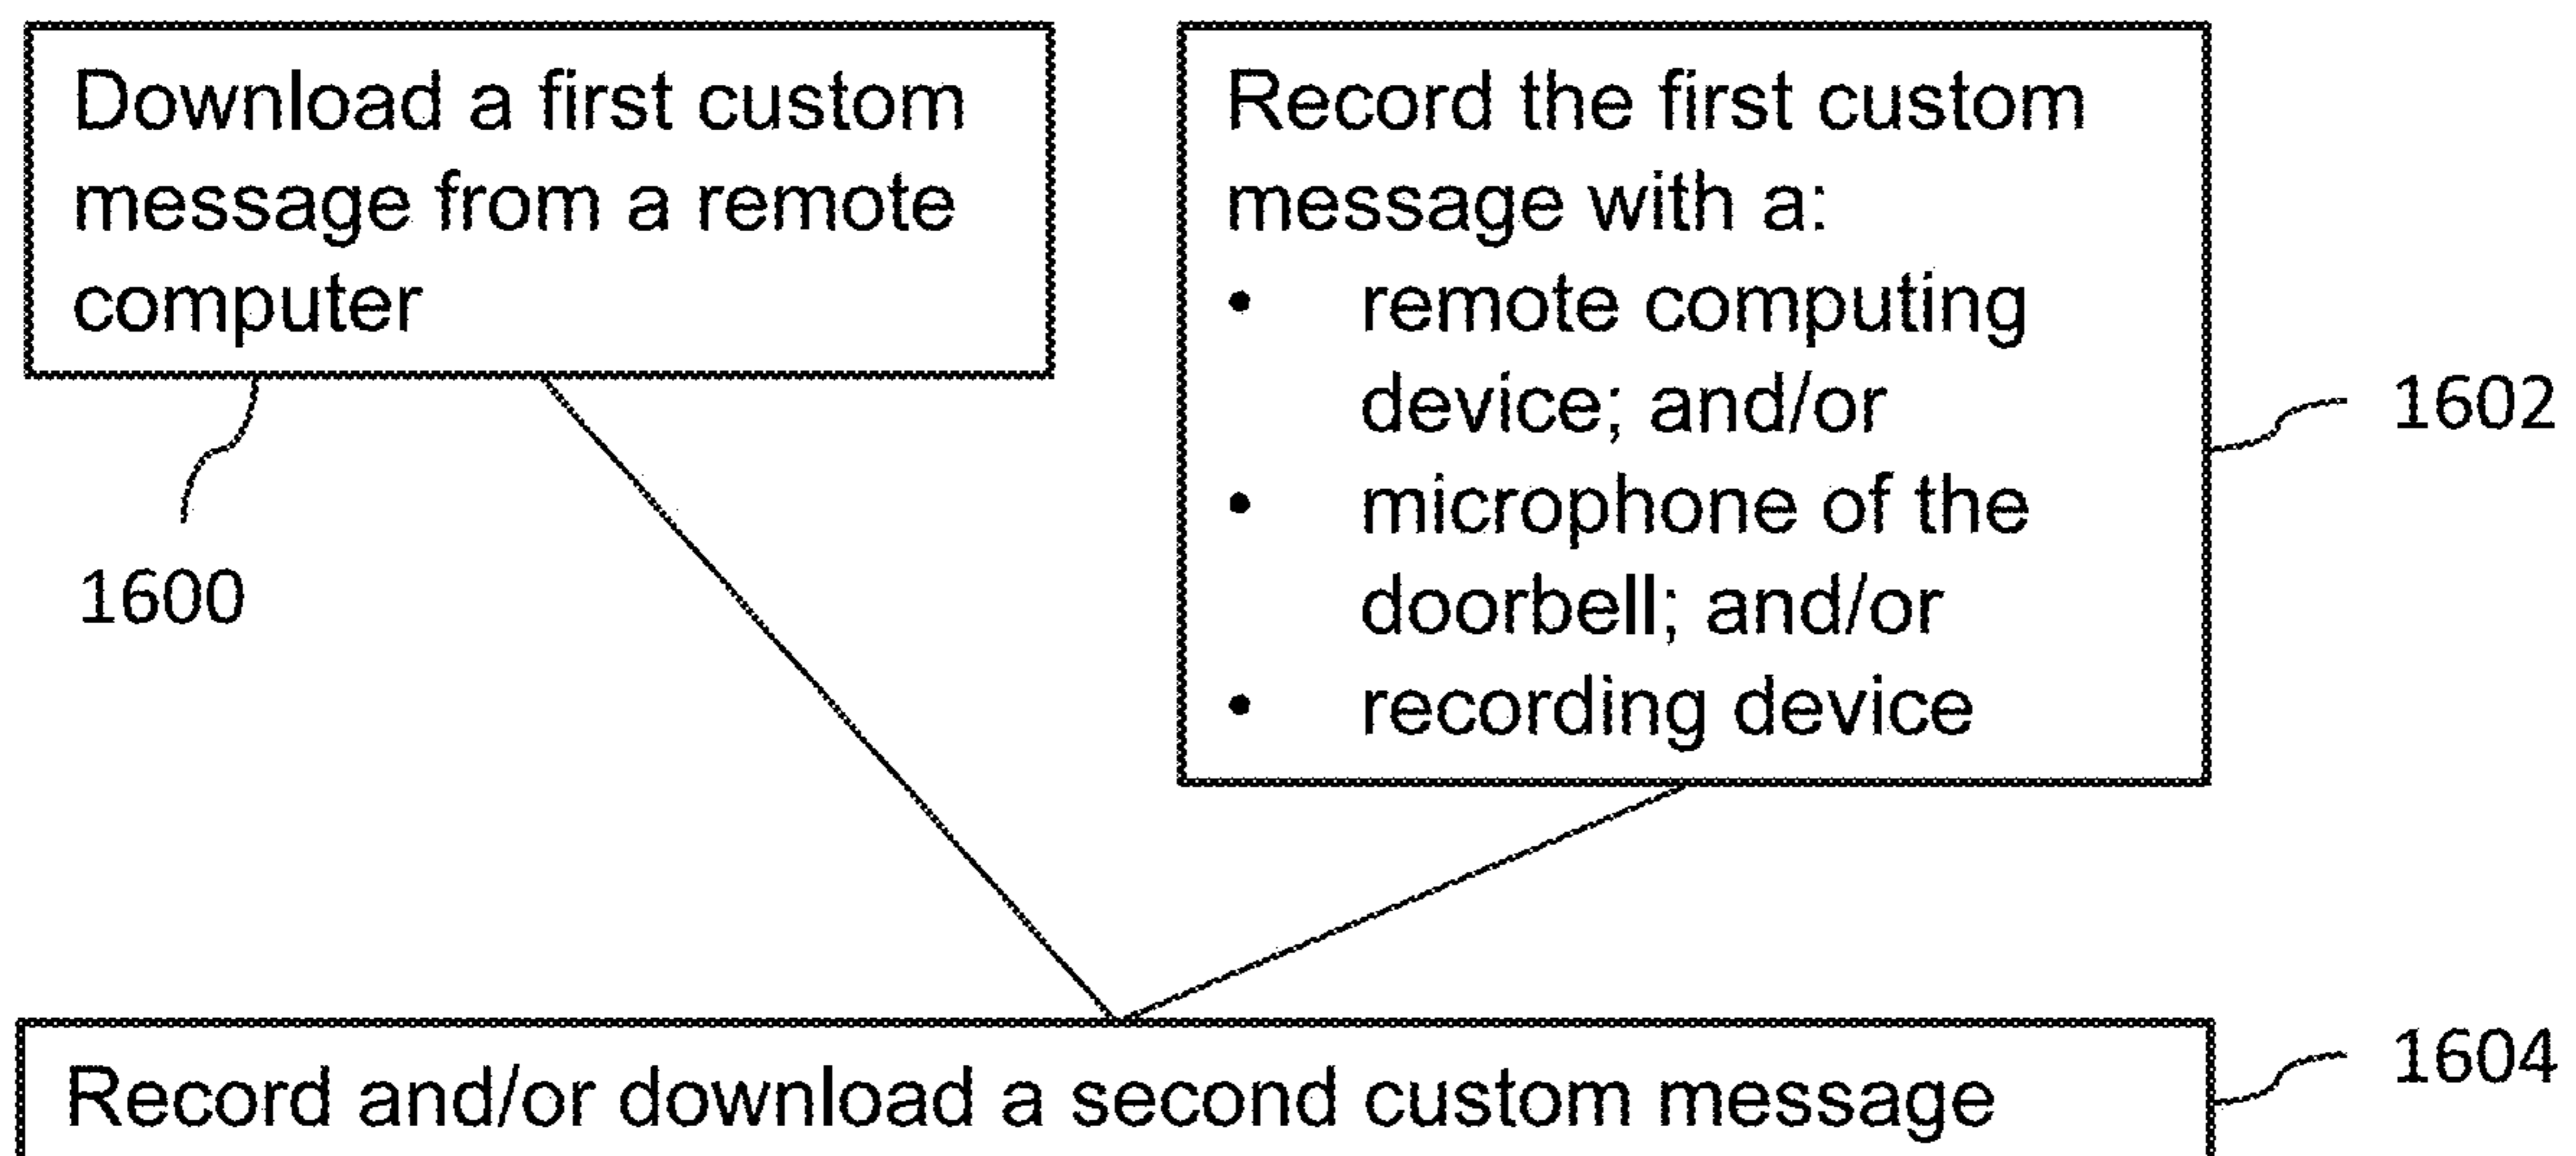 Download a first custom
message from a remote
computer
1600
Record the first custom
message with a:
• remote computing
device; and/or
• microphone of the
doorbell; and/or
• recording device
1602
Record and/or download a second custom message
1604